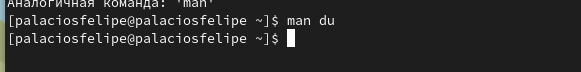 Аналогичная команда: 'man'
[palaciosfelipe@palaciosfelipe ~]$ man du
[palaciosfelipe@palaciosfelipe ~]$